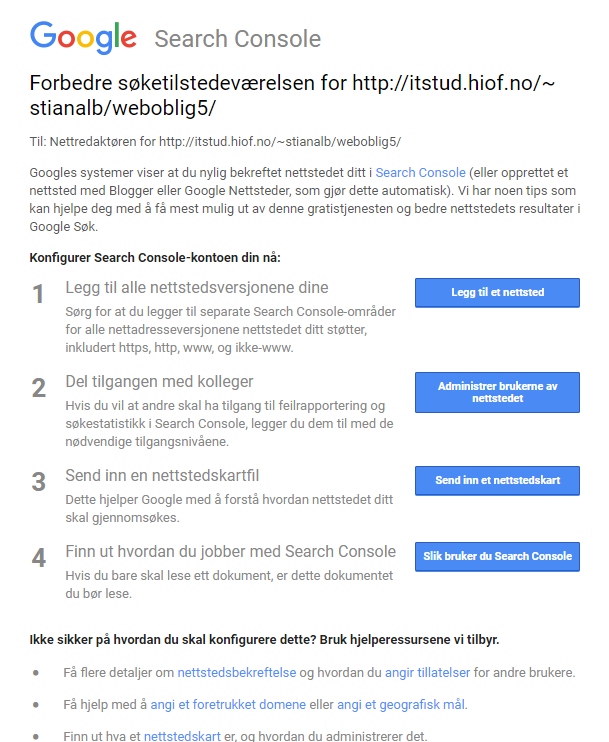 Google Search Console
Forbedre søketilstedeværelsen for http://itstud.hiof.no/~
stianalb/weboblig5/
Til: Nettredaktøren for http://itstud.hiof.no/~stianalb/weboblig5/
Googles systemer viser at du nylig bekreftet nettstedet ditt i Search Console (eller opprettet et
nettsted med Blogger eller Google Nettsteder, som gjør dette automatisk). Vi har noen tips som
kan hjelpe deg med å få mest mulig ut av denne gratistjenesten og bedre nettstedets resultater i
Google Søk.
Konfigurer Search Console-kontoen din nå:
1 Legg til alle nettstedsversjonene dine
Sørg for at du legger til separate Search Console-områder
for alle nettadresseversjonene nettstedet ditt støtter,
inkludert https, http, www, og ikke-www.
Legg til et nettsted
2 Del tilgangen med kolleger
Hvis du vil at andre skal ha tilgang til feilrapportering og
søkestatistikk i Search Console, legger du dem til med de
nødvendige tilgangsnivåene.
Administrer brukerne av
nettstedet
3 Send inn en nettstedskartfil
Dette hjelper Google med å forstå hvordan nettstedet ditt
skal gjennomsøkes.
Send inn et nettstedskart
4 Finn ut hvordan du jobber med Search Console
Hvis du bare skal lese ett dokument, er dette dokumentet
du bør lese.
Slik bruker du Search Console
Ikke sikker på hvordan du skal konfigurere dette? Bruk hjelperessursene vi tilbyr.
• Få flere detaljer om nettstedsbekreftelse og hvordan du angir tillatelser for andre brukere.
• Få hjelp med å angi et foretrukket domene eller angi et geografisk mål.
• Finn ut hva et nettstedskart er, og hvordan du administrerer det.